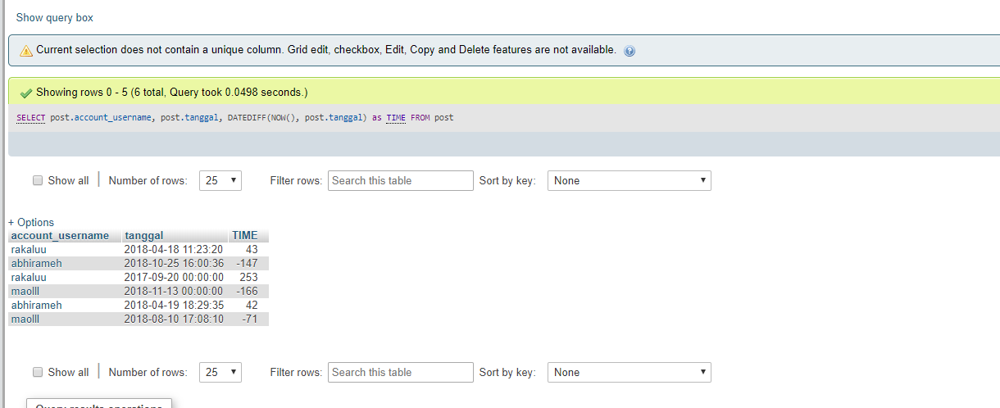 Show query box
Current selection does not contain a unique column. Grid edit, checkbox, Edit, Copy and Delete features are not available.
Showing rows 0 - 5 (6 total, Query took 0.0498 seconds.)
SELECT post.account_username, post.tanggal, DATEDIFF(NOW(), post.tanggal) as TIME FROM post
Show all | Number of rows: 25 Filter rows: Search this table Sort by key: None
+ Options
account_username tanggal TIME
rakaluu 2018-04-18 11:23:20 43
abhirameh 2018-10-25 16:00:36 -147
rakaluu 2017-09-20 00:00:00 253
maolll 2018-11-13 00:00:00 -166
abhirameh 2018-04-19 18:29:35 42
maolll 2018-08-10 17:08:10 -71
Show all | Number of rows: 25 Filter rows: Search this table Sort by key: None
Query results operations